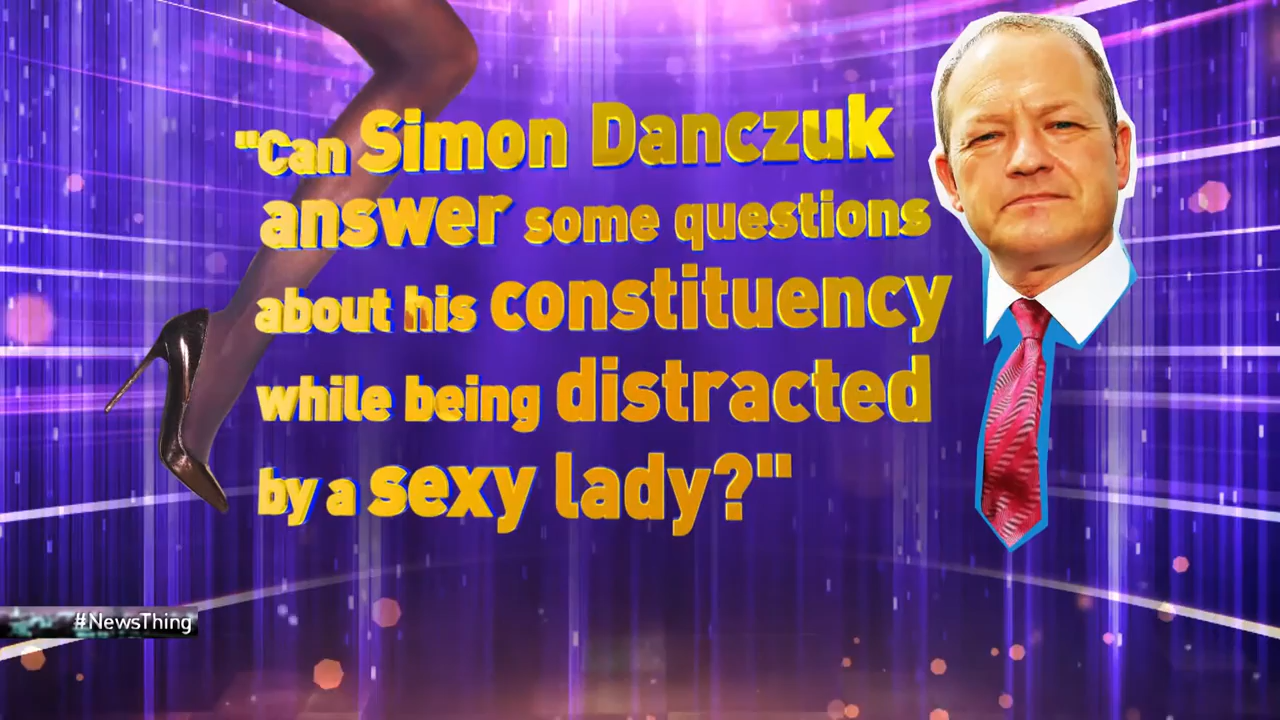 "Can Simon Danczuk
answer some questions
about his constituency
while being distracted
by a sexy lady?"
#NewsThing